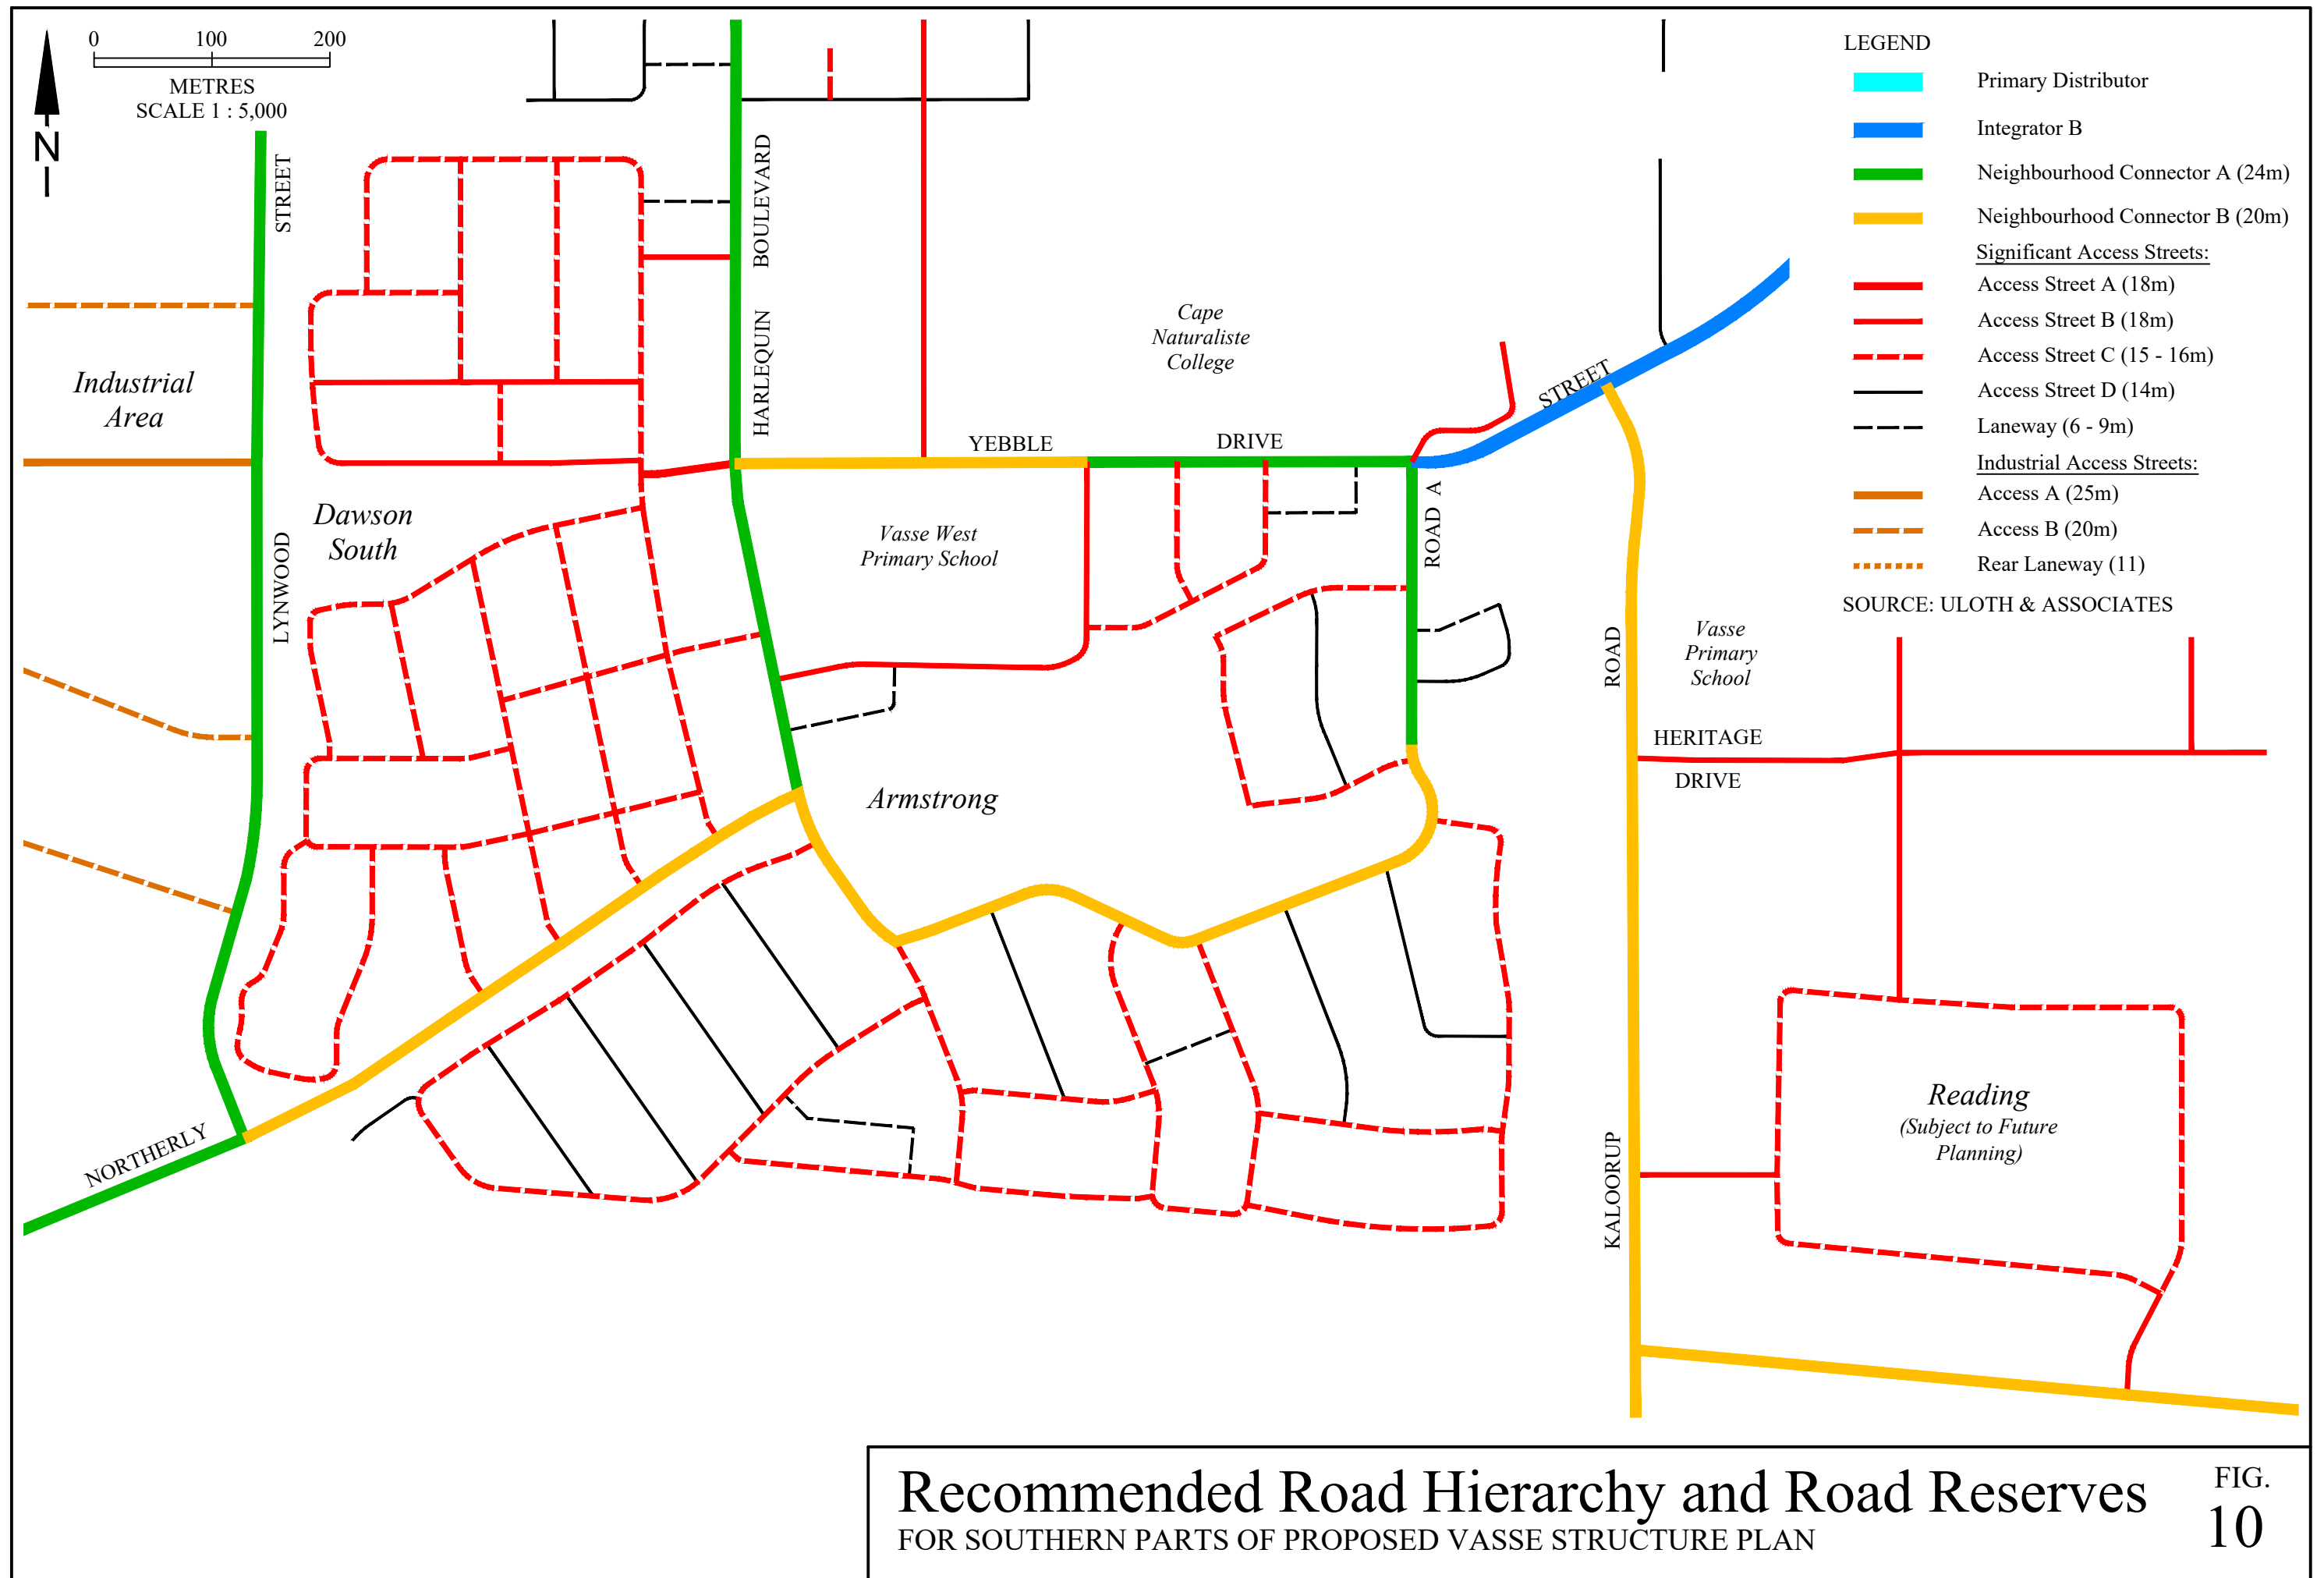 0 100 200
METRES
SCALE 1 : 5,000
N
LEGEND
Primary Distributor
Integrator B
Neighbourhood Connector A (24m)
Neighbourhood Connector B (20m)
Significant Access Streets:
Access Street A (18m)
Access Street B (18m)
Access Street C (15 - 16m)
Access Street D (14m)
Laneway (6 - 9m)
Industrial Access Streets:
Access A (25m)
Access B (20m)
Rear Laneway (11)
SOURCE: ULOTH & ASSOCIATES
LYNWOOD STREET
HARLEQUIN BOULEVARD
Industrial
Area
Dawson
South
Cape
Naturaliste
College
YEBBLE DRIVE
STREET
ROAD A
Vasse West
Primary School
Vasse
Primary
School
KALOORUP ROAD
HERITAGE
DRIVE
Armstrong
Reading
(Subject to Future
Planning)
NORTHERLY
Recommended Road Hierarchy and Road Reserves
FOR SOUTHERN PARTS OF PROPOSED VASSE STRUCTURE PLAN
FIG.
10